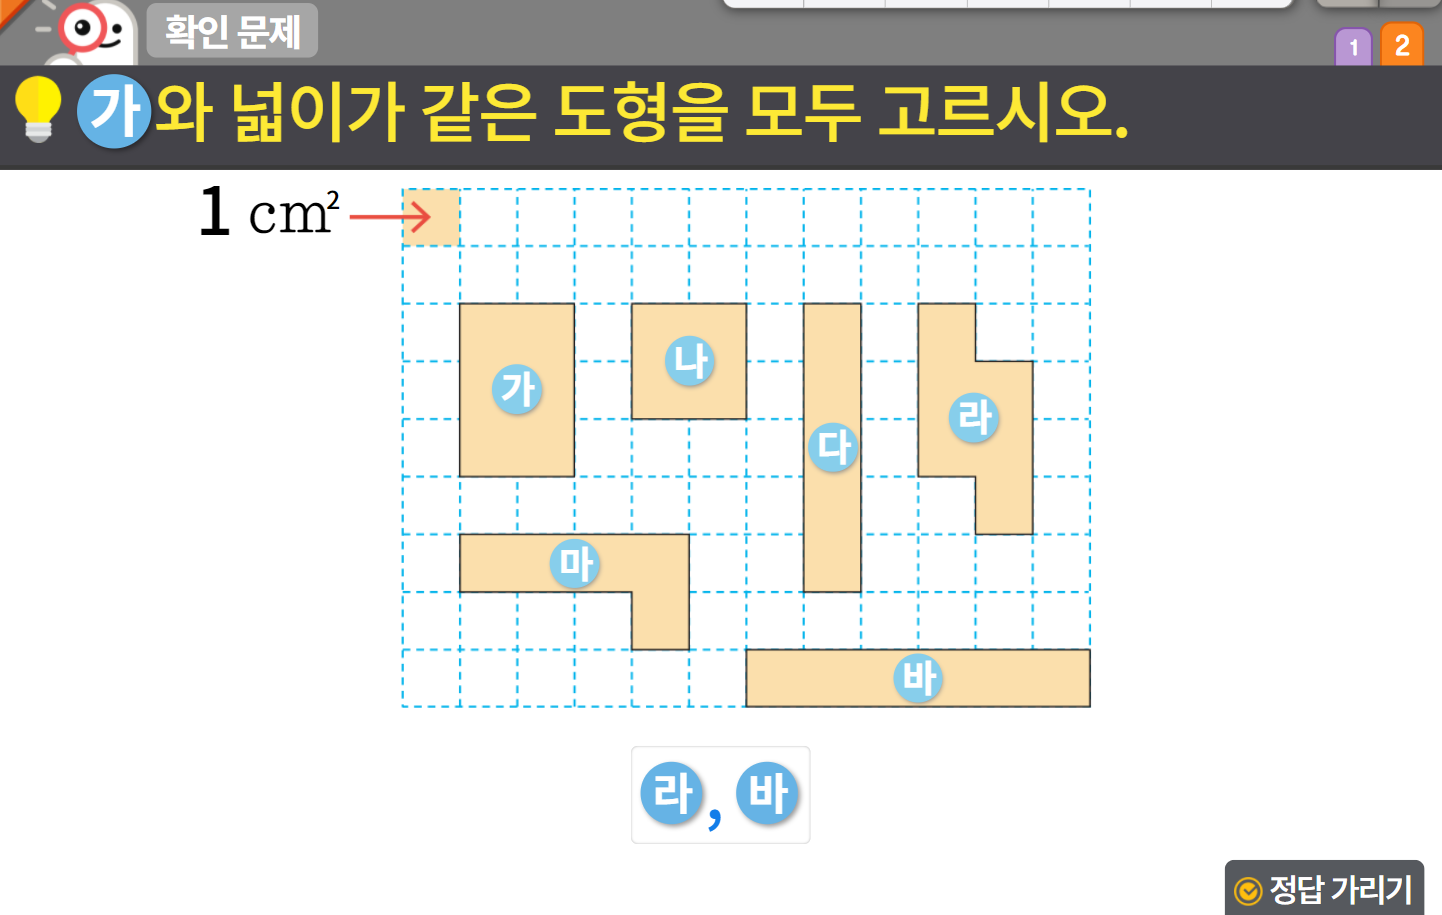 확인 문제
1 2
가와 넓이가 같은 도형을 모두 고르시오.
1 cm²
가
나
다
라
마
바
라, 바
정답 가리기